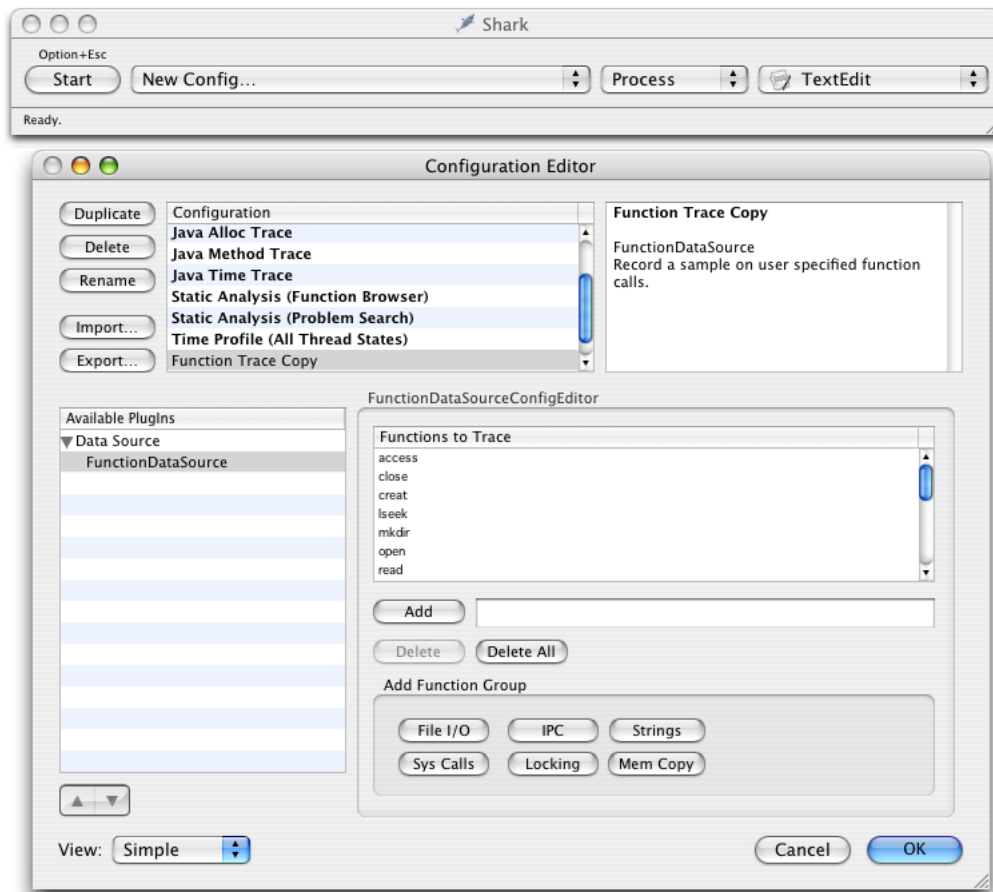 Shark
Option+Esc
Start
New Config...
Process
TextEdit
Ready.
Configuration Editor
Duplicate
Delete
Rename
Import...
Export...
Configuration
Java Alloc Trace
Java Method Trace
Java Time Trace
Static Analysis (Function Browser)
Static Analysis (Problem Search)
Time Profile (All Thread States)
Function Trace Copy
Function Trace Copy
FunctionDataSource
Record a sample on user specified function
calls.
Available PlugIns
Data Source
FunctionDataSource
FunctionDataSourceConfigEditor
Functions to Trace
access
close
creat
lseek
mkdir
open
read
Add
Delete
Delete All
Add Function Group
File I/O
IPC
Strings
Sys Calls
Locking
Mem Copy
View:
Simple
Cancel
OK